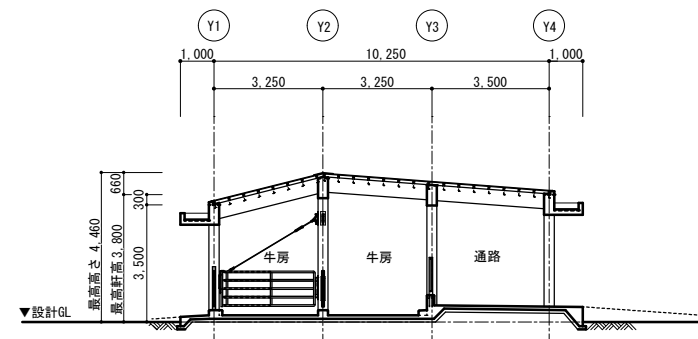 Y1 Y2 Y3 Y4
1,000 10,250 1,000
3,250 3,250 3,500
最高高さ 4,460
660
最高軒高 3,800
300
3,500
牛房 牛房 通路
▼設計GL